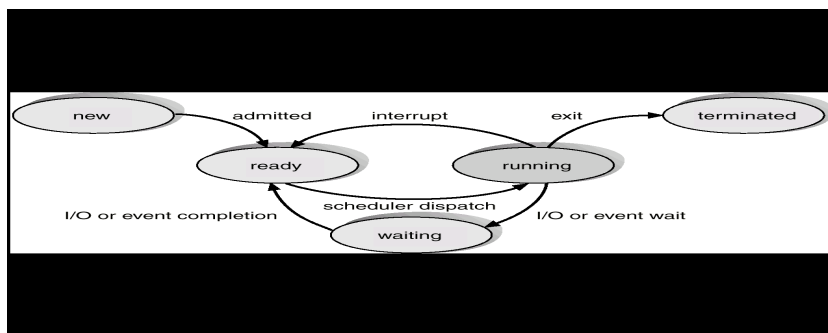 new
admitted
interrupt
exit
terminated
ready
running
scheduler dispatch
I/O or event completion
I/O or event wait
waiting